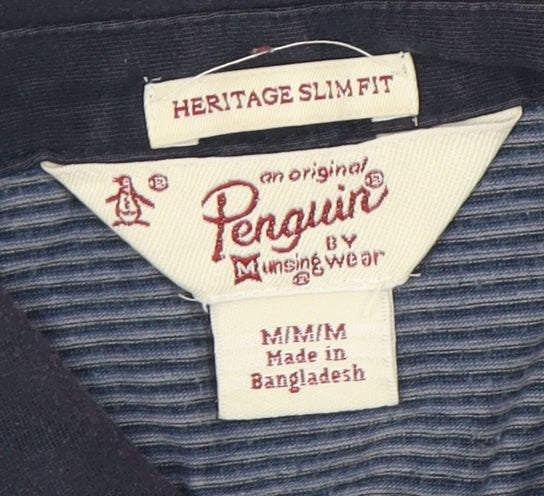 HERITAGE SLIM FIT
an original
Penguin®
BY
Munsingwear
®
M/M/M
Made in
Bangladesh
®